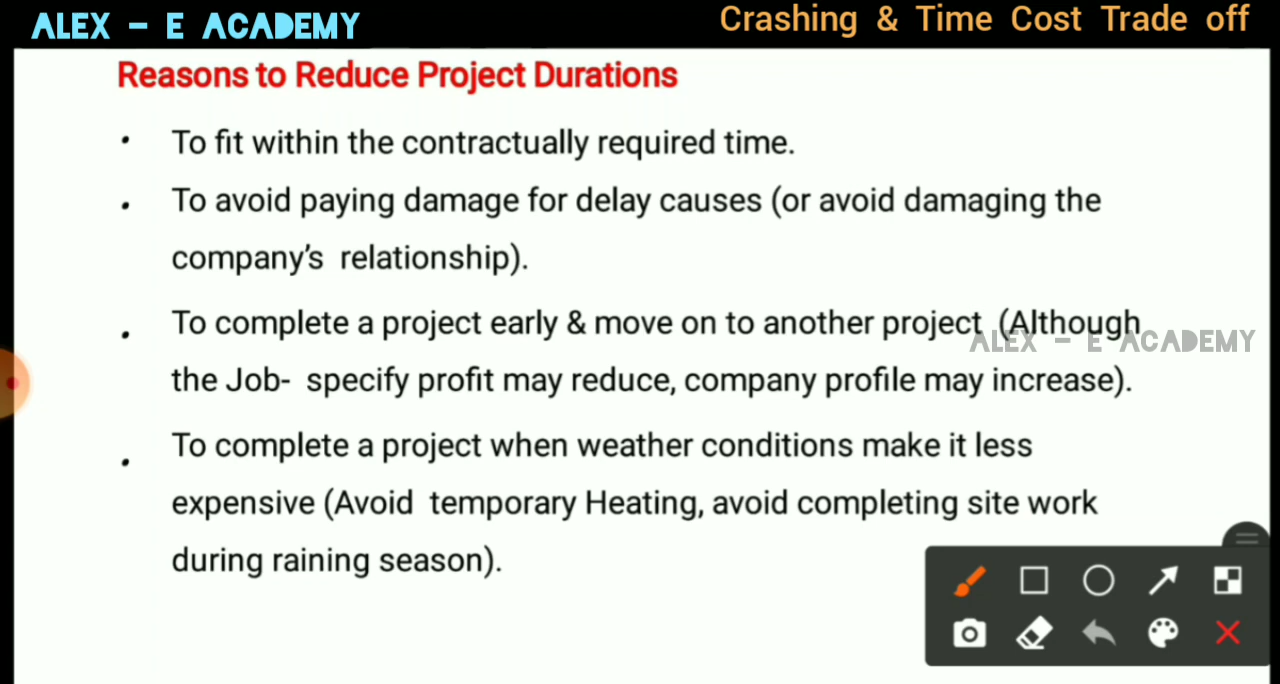 ALEX - E ACADEMY
Crashing & Time Cost Trade off
Reasons to Reduce Project Durations
• To fit within the contractually required time.
• To avoid paying damage for delay causes (or avoid damaging the
company's relationship).
• To complete a project early & move on to another project (Although
ALEX - E ACADEMY
the Job- specify profit may reduce, company profile may increase).
• To complete a project when weather conditions make it less
expensive (Avoid temporary Heating, avoid completing site work
during raining season).